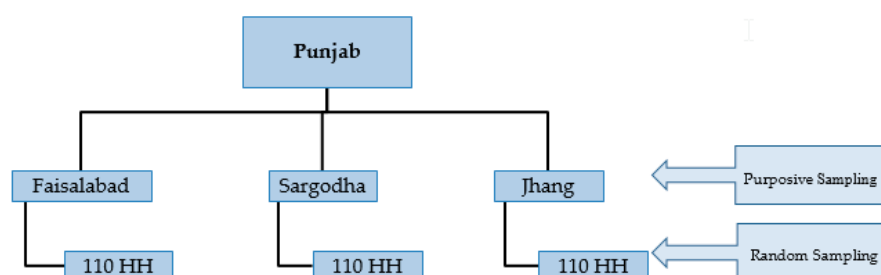 Punjab
Faisalabad
Sargodha
Jhang
Purposive Sampling
110 HH
110 HH
110 HH
Random Sampling